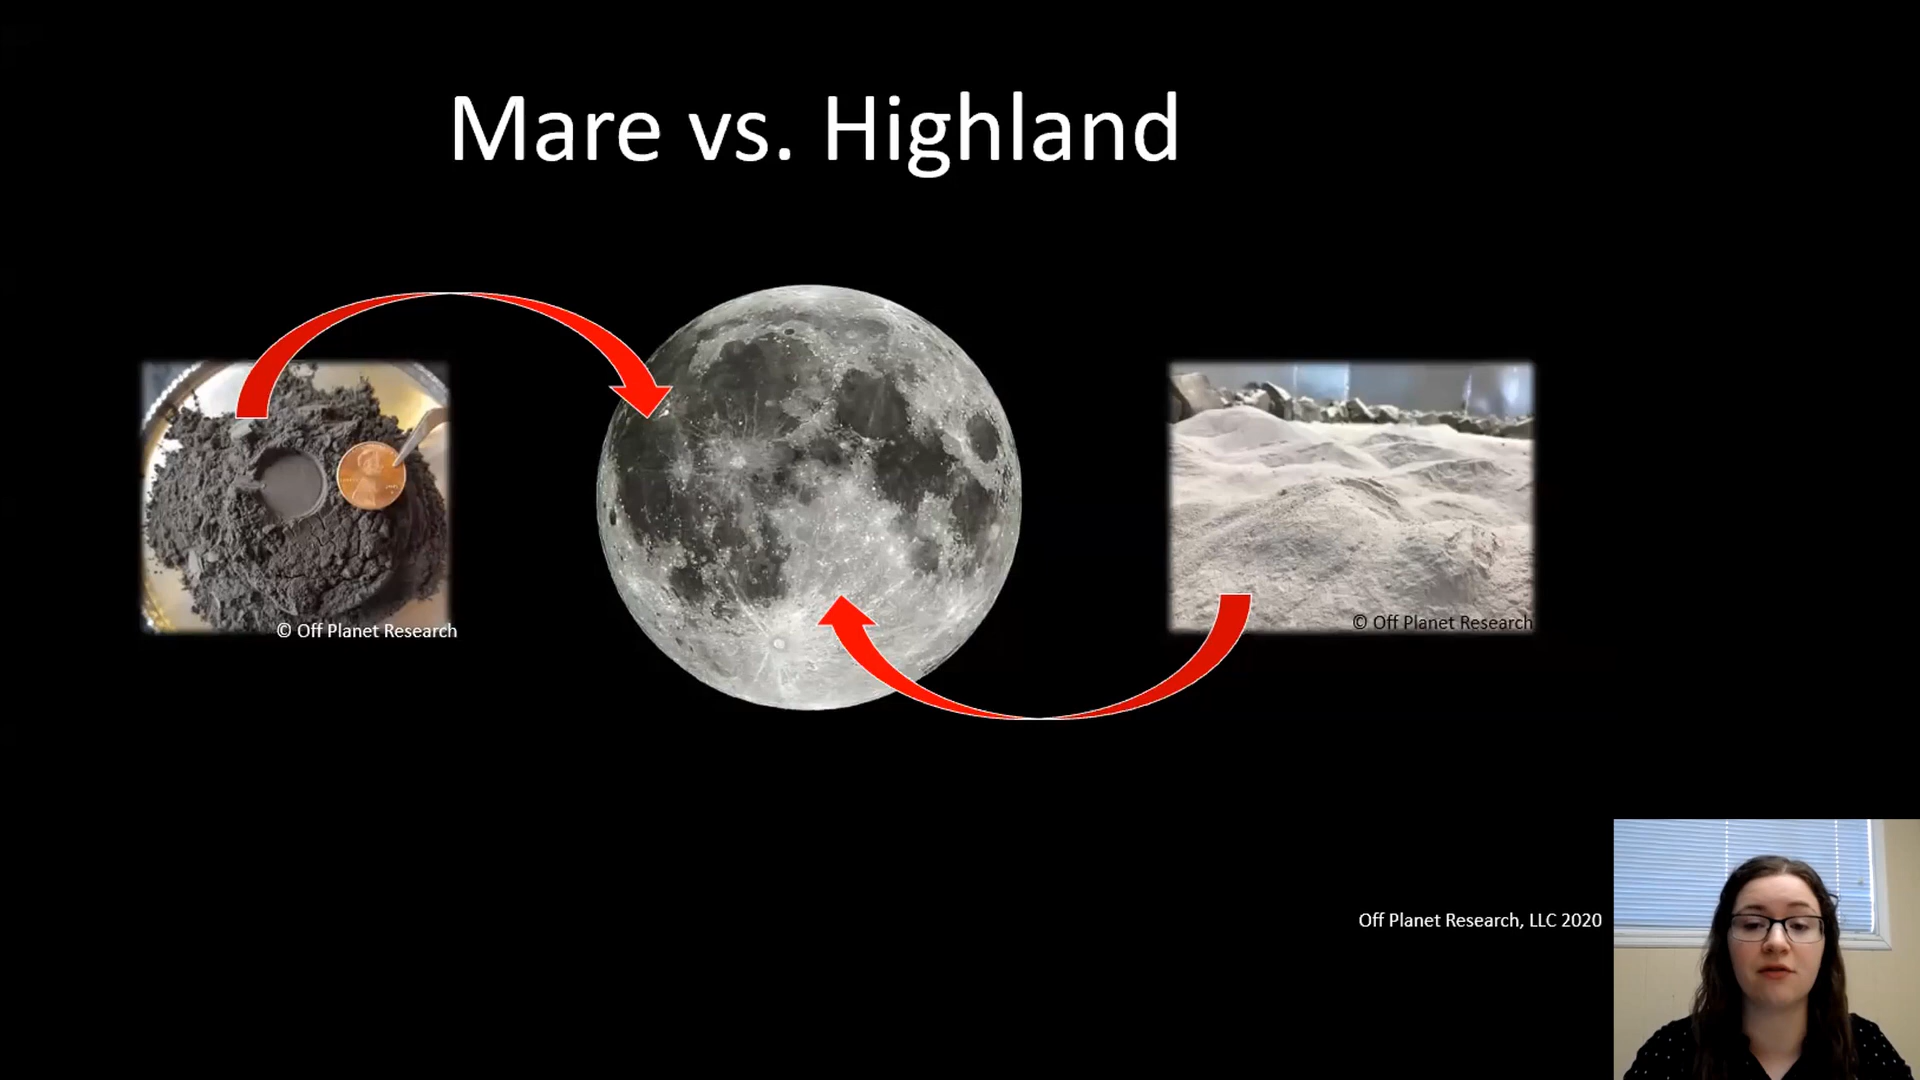 Mare vs. Highland
© Off Planet Research
© Off Planet Research
Off Planet Research, LLC 2020